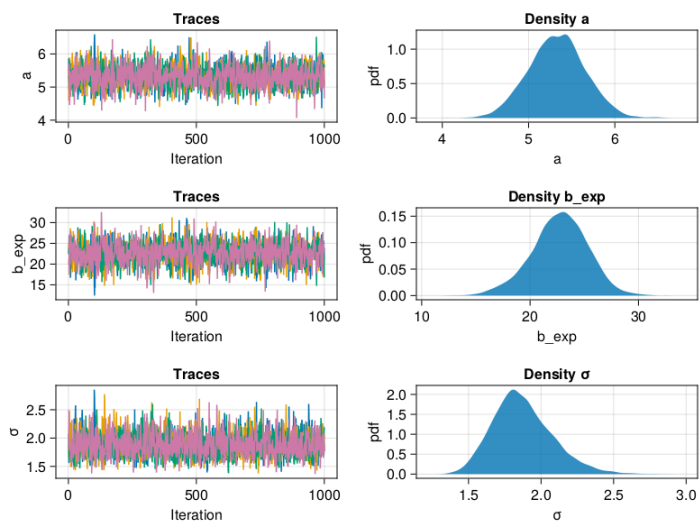 Traces
a
6
5
4
0 500 1000
Iteration
Density a
pdf
1.0
0.5
0.0
4 5 6
a
Traces
b_exp
30
25
20
15
0 500 1000
Iteration
Density b_exp
pdf
0.15
0.10
0.05
0.00
10 20 30
b_exp
Traces
σ
2.5
2.0
1.5
0 500 1000
Iteration
Density σ
pdf
2.0
1.5
1.0
0.5
0.0
1.5 2.0 2.5 3.0
σ